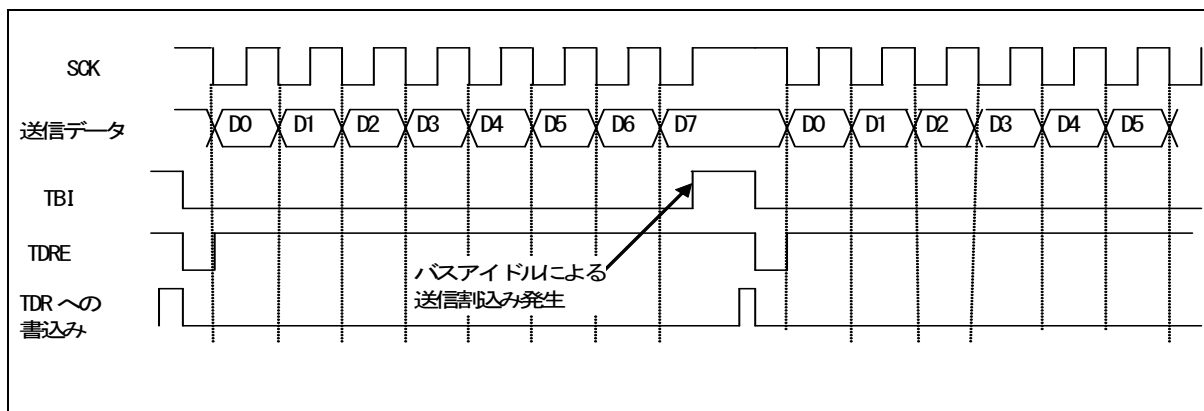 SCK
送信データ D0 D1 D2 D3 D4 D5 D6 D7 D0 D1 D2 D3 D4 D5
TBI
TDRE
バスアイドルによる
送信割込み発生
TDR への
書込み